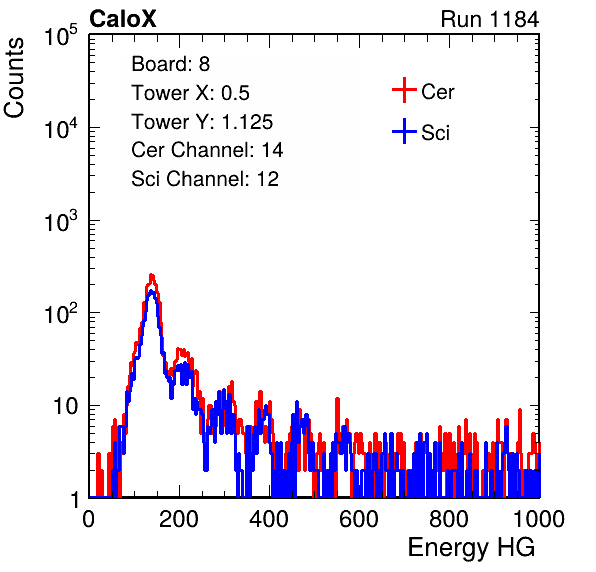 CaloX Run 1184
Counts
10^5
10^4
10^3
10^2
10
1
Board: 8
Tower X: 0.5
Tower Y: 1.125
Cer Channel: 14
Sci Channel: 12
Cer
Sci
0 200 400 600 800 1000
Energy HG